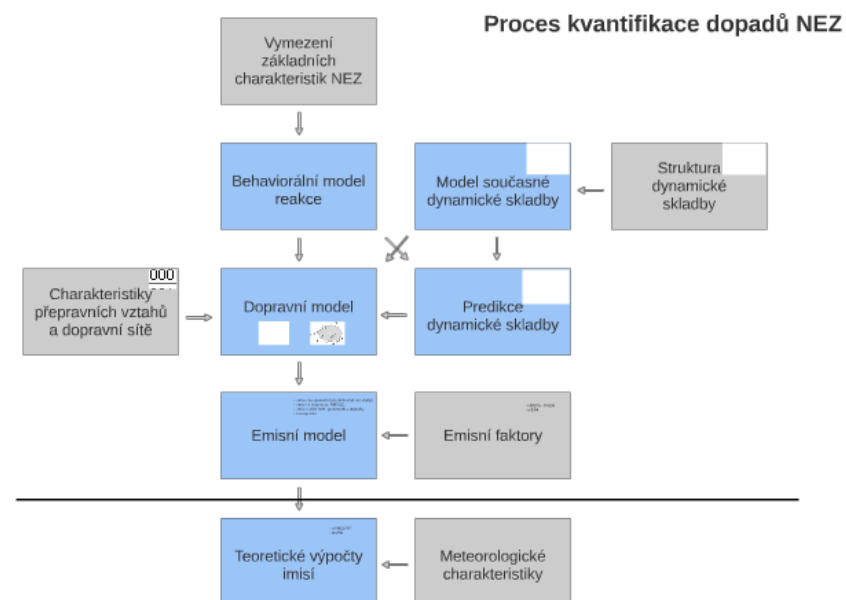 Proces kvantifikace dopadů NEZ
Vymezení
základních
charakteristik NEZ
Behaviorální model
reakce
Model současné
dynamické skladby
Struktura
dynamické
skladby
000
Charakteristiky
přepravních vztahů
a dopravní sítě
Dopravní model
Predikce
dynamické skladby
Emisní model
Emisní faktory
Teoretické výpočty
imisí
Meteorologické
charakteristiky